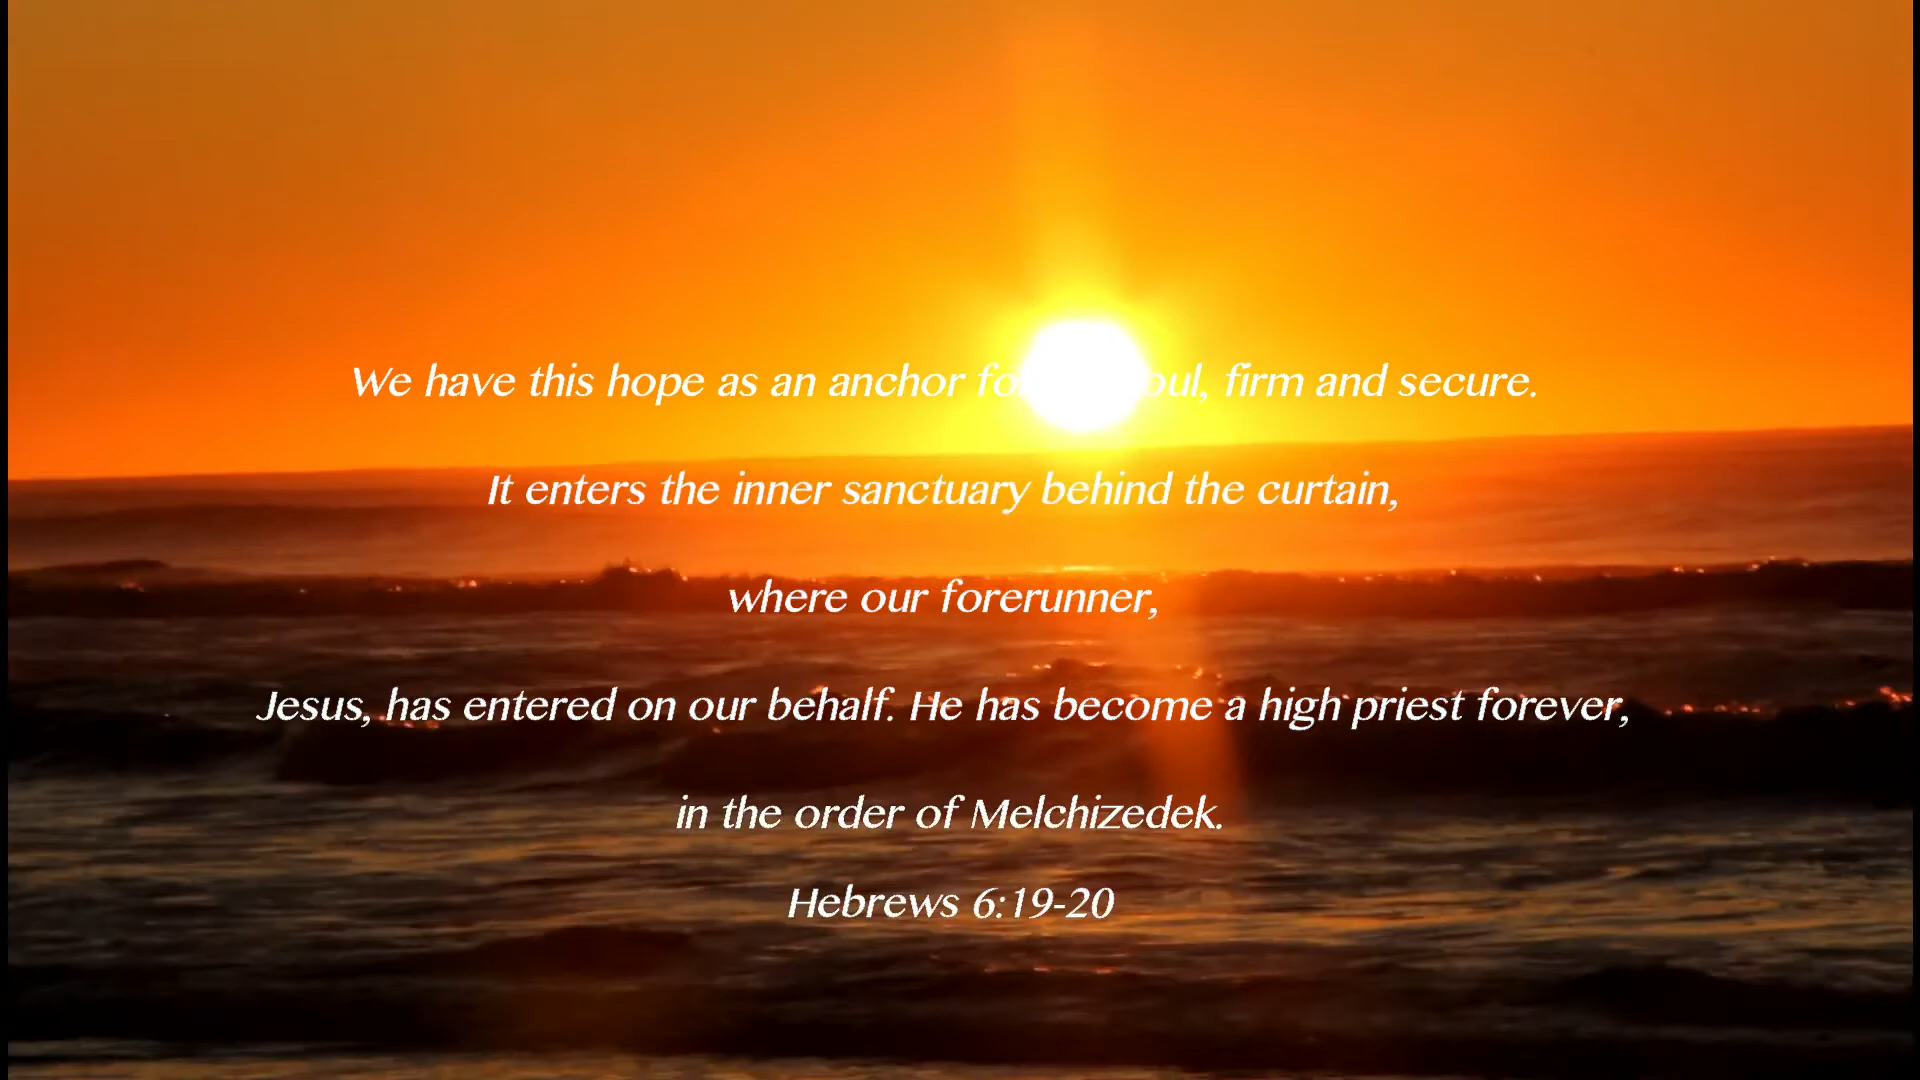 We have this hope as an anchor fo oul, firm and secure.
It enters the inner sanctuary behind the curtain,
where our forerunner,
Jesus, has entered on our behalf. He has become a high priest forever,
in the order of Melchizedek.
Hebrews 6:19-20